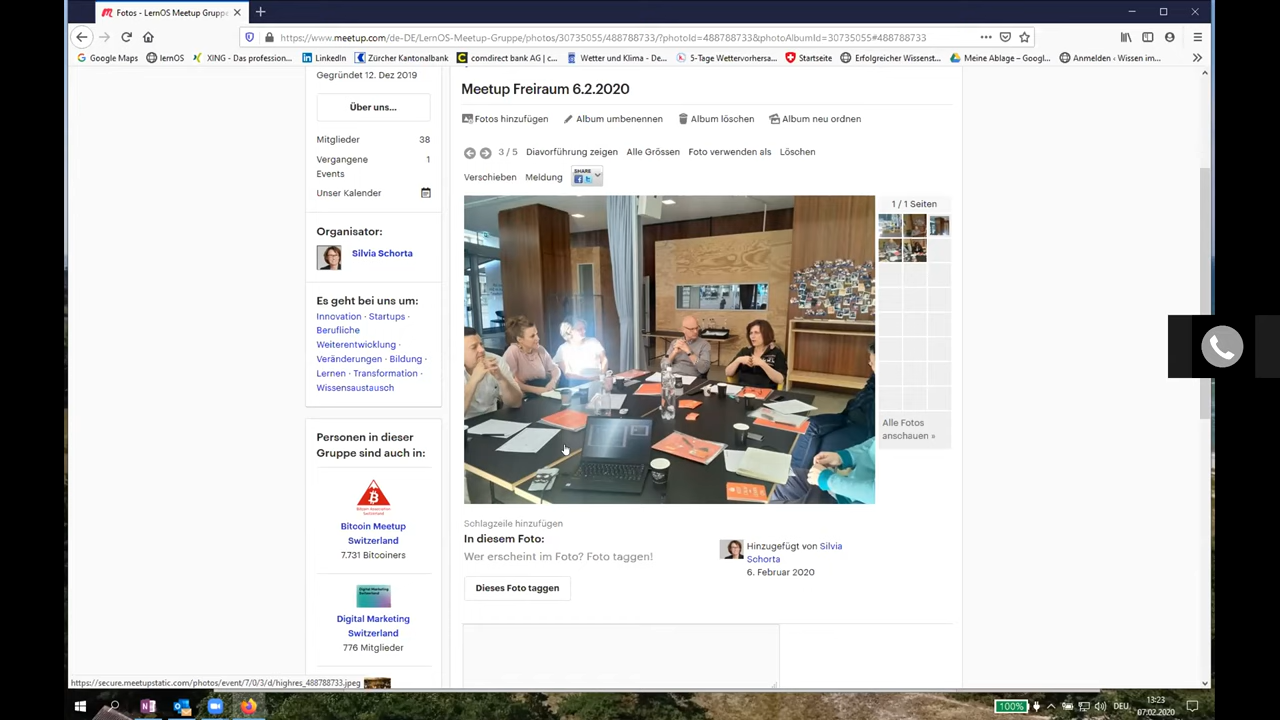 Fotos - LernOS Meetup Gruppe
https://www.meetup.com/de-DE/LernOS-Meetup-Gruppe/photos/30735055/488788733/?photoId=488788733&photoAlbumId=30735055#488788733
Google Maps
lernOS
XING - Das profession...
LinkedIn
Zürcher Kantonalbank
comdirect bank AG | c...
Wetter und Klima - De...
5-Tage Wettervorhersa...
Startseite
Erfolgreicher Wissenst...
Meine Ablage – Googl...
Anmelden ‹ Wissen im...
Gegründet 12. Dez 2019
Über uns...
Mitglieder 38
Vergangene 1
Events
Unser Kalender
Organisator:
Silvia Schorta
Es geht bei uns um:
Innovation · Startups ·
Berufliche
Weiterentwicklung ·
Veränderungen · Bildung ·
Lernen · Transformation ·
Wissensaustausch
Personen in dieser
Gruppe sind auch in:
Bitcoin Meetup
Switzerland
7.731 Bitcoiners
Digital Marketing
Switzerland
776 Mitglieder
Meetup Freiraum 6.2.2020
Fotos hinzufügen Album umbenennen Album löschen Album neu ordnen
3 / 5 Diavorführung zeigen Alle Grössen Foto verwenden als Löschen
Verschieben Meldung SHARE
1 / 1 Seiten
Alle Fotos
anschauen »
Schlagzeile hinzufügen
In diesem Foto:
Wer erscheint im Foto? Foto taggen!
Dieses Foto taggen
Hinzugefügt von Silvia
Schorta
6. Februar 2020
https://secure.meetupstatic.com/photos/event/7/0/3/d/highres_488788733.jpeg
100%
DEU
13:23
07.02.2020